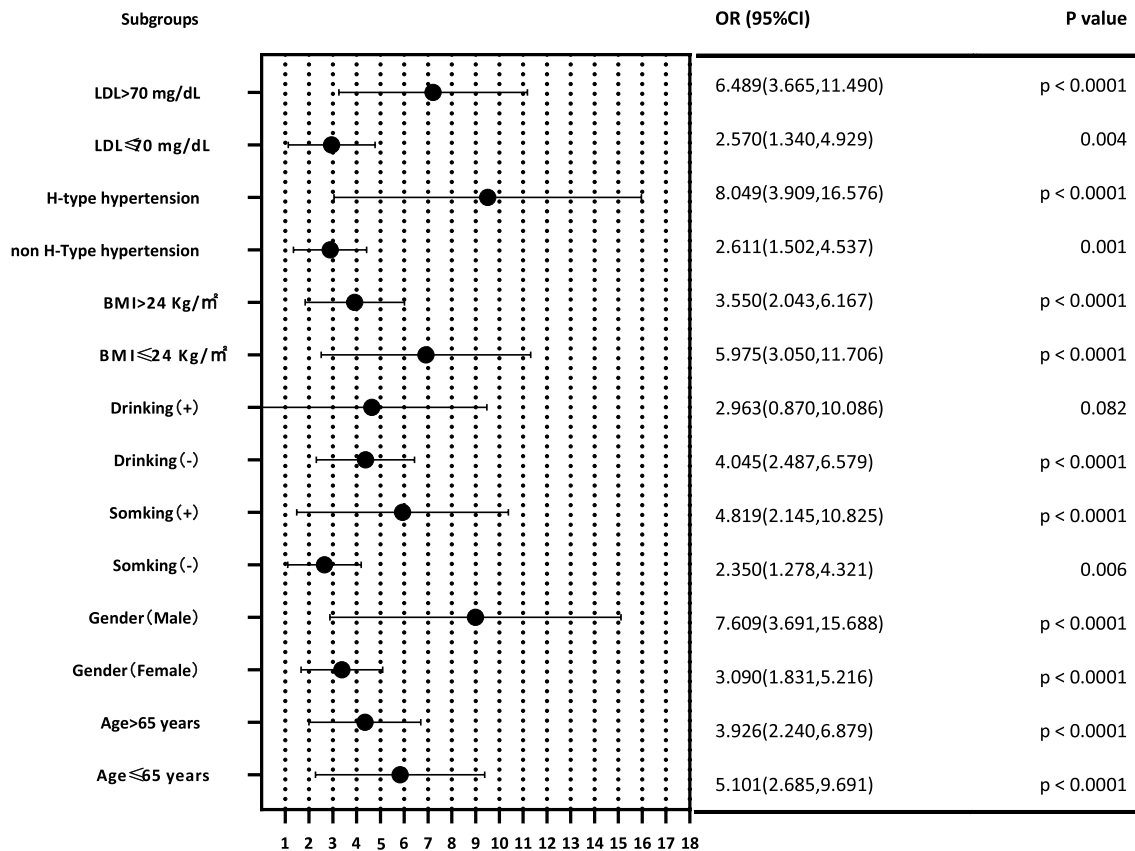 Subgroups OR (95%CI) P value
LDL>70 mg/dL 6.489(3.665,11.490) p < 0.0001
LDL≤70 mg/dL 2.570(1.340,4.929) 0.004
H-type hypertension 8.049(3.909,16.576) p < 0.0001
non H-Type hypertension 2.611(1.502,4.537) 0.001
BMI>24 Kg/㎡ 3.550(2.043,6.167) p < 0.0001
BMI≤24 Kg/㎡ 5.975(3.050,11.706) p < 0.0001
Drinking(+) 2.963(0.870,10.086) 0.082
Drinking(-) 4.045(2.487,6.579) p < 0.0001
Somking(+) 4.819(2.145,10.825) p < 0.0001
Somking(-) 2.350(1.278,4.321) 0.006
Gender(Male) 7.609(3.691,15.688) p < 0.0001
Gender(Female) 3.090(1.831,5.216) p < 0.0001
Age>65 years 3.926(2.240,6.879) p < 0.0001
Age≤65 years 5.101(2.685,9.691) p < 0.0001
1 2 3 4 5 6 7 8 9 10 11 12 13 14 15 16 17 18